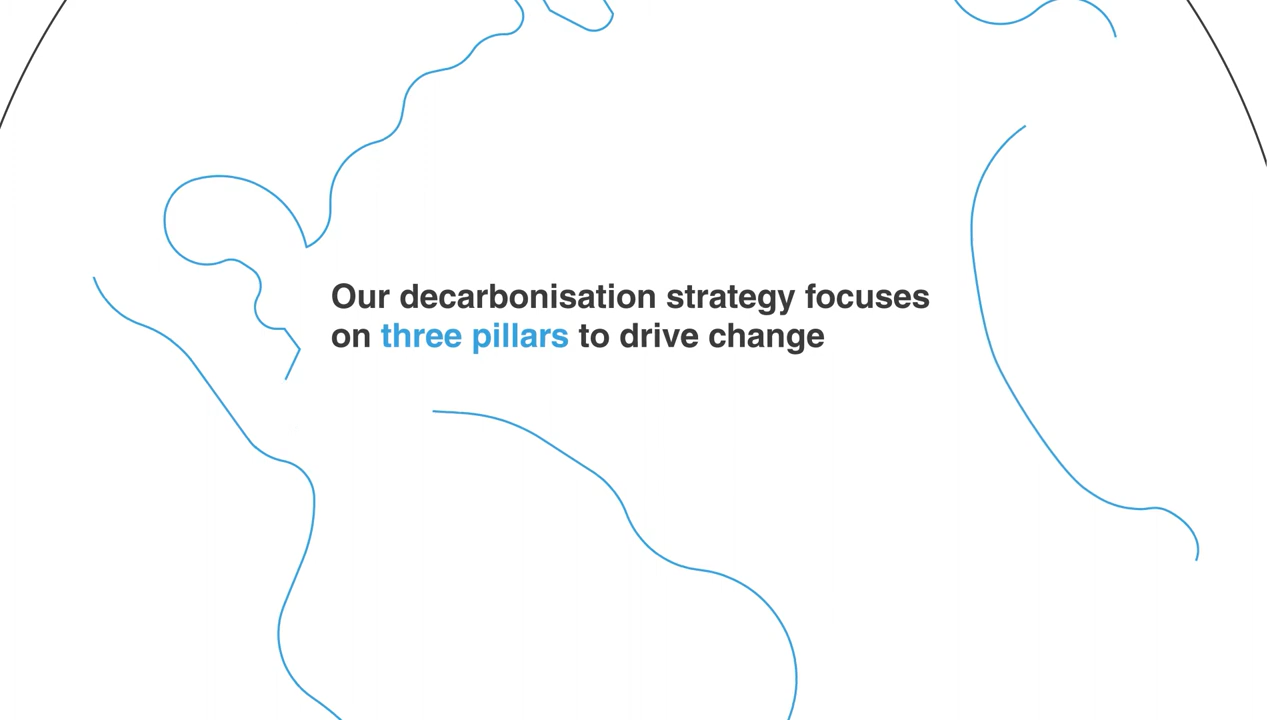 Our decarbonisation strategy focuses
on three pillars to drive change